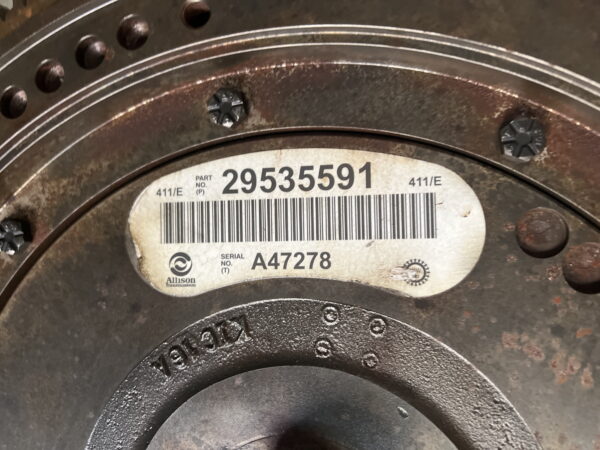 411/E PART NO. (P) 29535591 411/E
SERIAL NO. (T) A47278
Allison